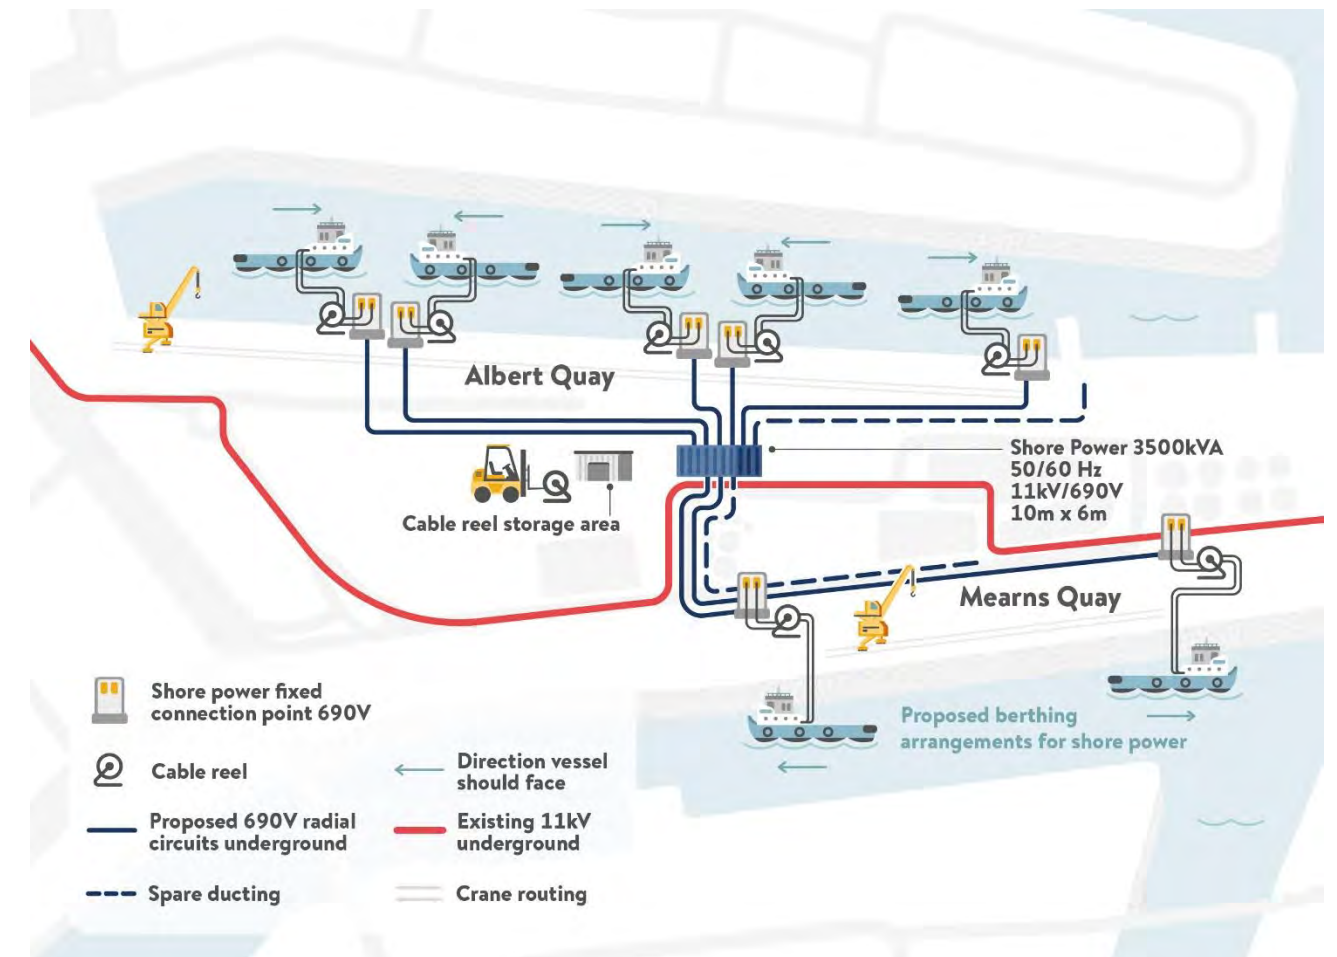 Albert Quay
Shore Power 3500kVA
50/60 Hz
11kV/690V
10m x 6m
Cable reel storage area
Mearns Quay
Proposed berthing
arrangements for shore power
Shore power fixed
connection point 690V
Cable reel
Direction vessel
should face
Proposed 690V radial
circuits underground
Existing 11kV
underground
Spare ducting
Crane routing